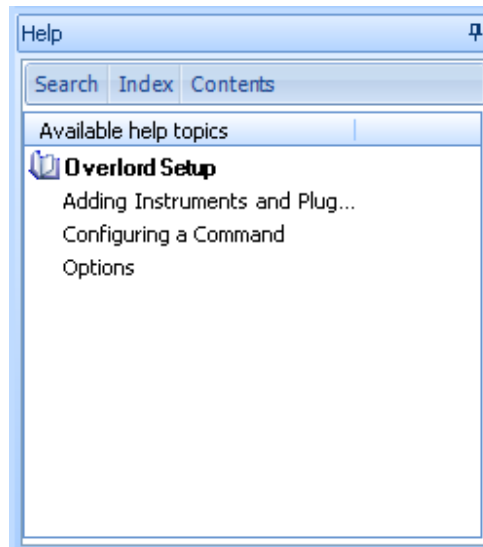 Help
Search Index Contents
Available help topics
Overlord Setup
Adding Instruments and Plug...
Configuring a Command
Options